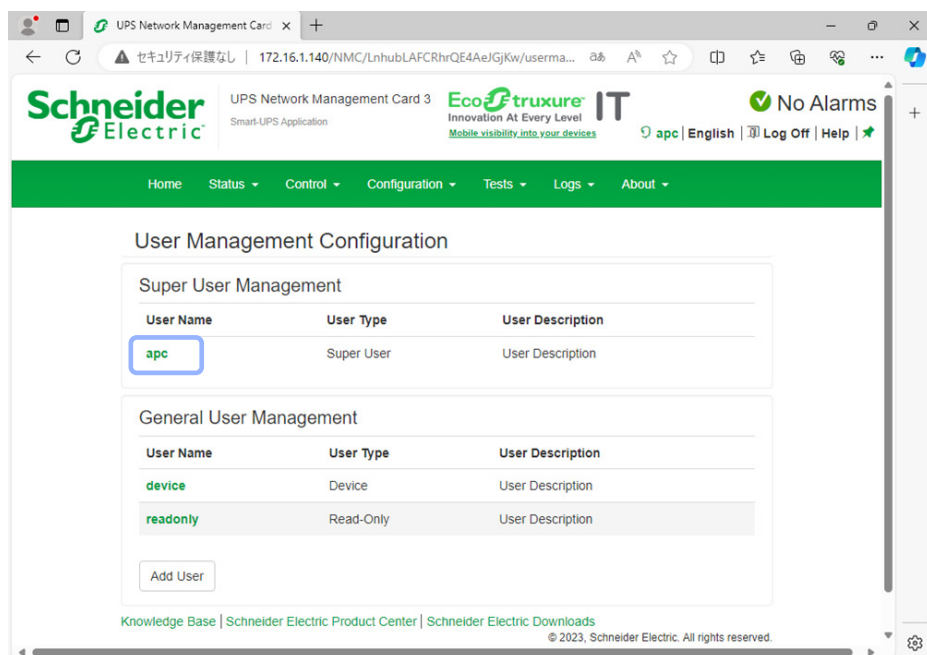 UPS Network Management Card
セキュリティ保護なし | 172.16.1.140/NMC/LnhubLAFCRhrQE4AeJGjKw/userma...
Schneider Electric
UPS Network Management Card 3
Smart-UPS Application
EcoStruxure IT
Innovation At Every Level
Mobile visibility into your devices
No Alarms
apc | English | Log Off | Help |
Home Status Control Configuration Tests Logs About
User Management Configuration
Super User Management
User Name User Type User Description
apc Super User User Description
General User Management
User Name User Type User Description
device Device User Description
readonly Read-Only User Description
Add User
Knowledge Base | Schneider Electric Product Center | Schneider Electric Downloads
© 2023, Schneider Electric. All rights reserved.